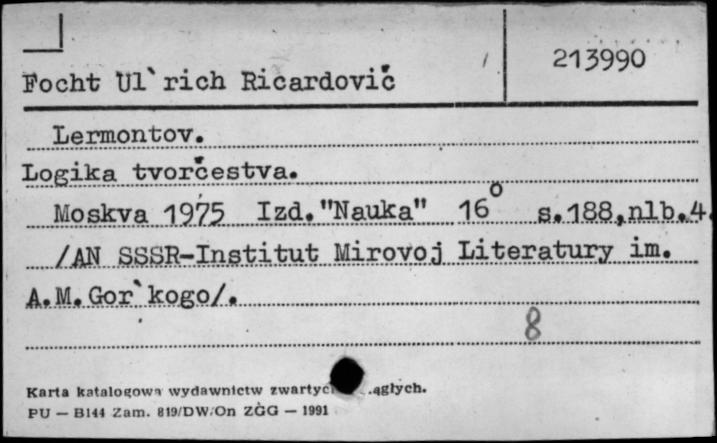 213990
Focht Ul`rich Ricardovič
Lermontov.
Logika tvorčestva.
Moskva 1975 Izd."Nauka" 16° s.188,nlb.4.
/AN SSSR-Institut Mirovoj Literatury im.
A.M.Gor`kogo/.
8
Karta katalogowa wydawnictw
PU — B144 Zam. 819/DW/On ZGG — 1991